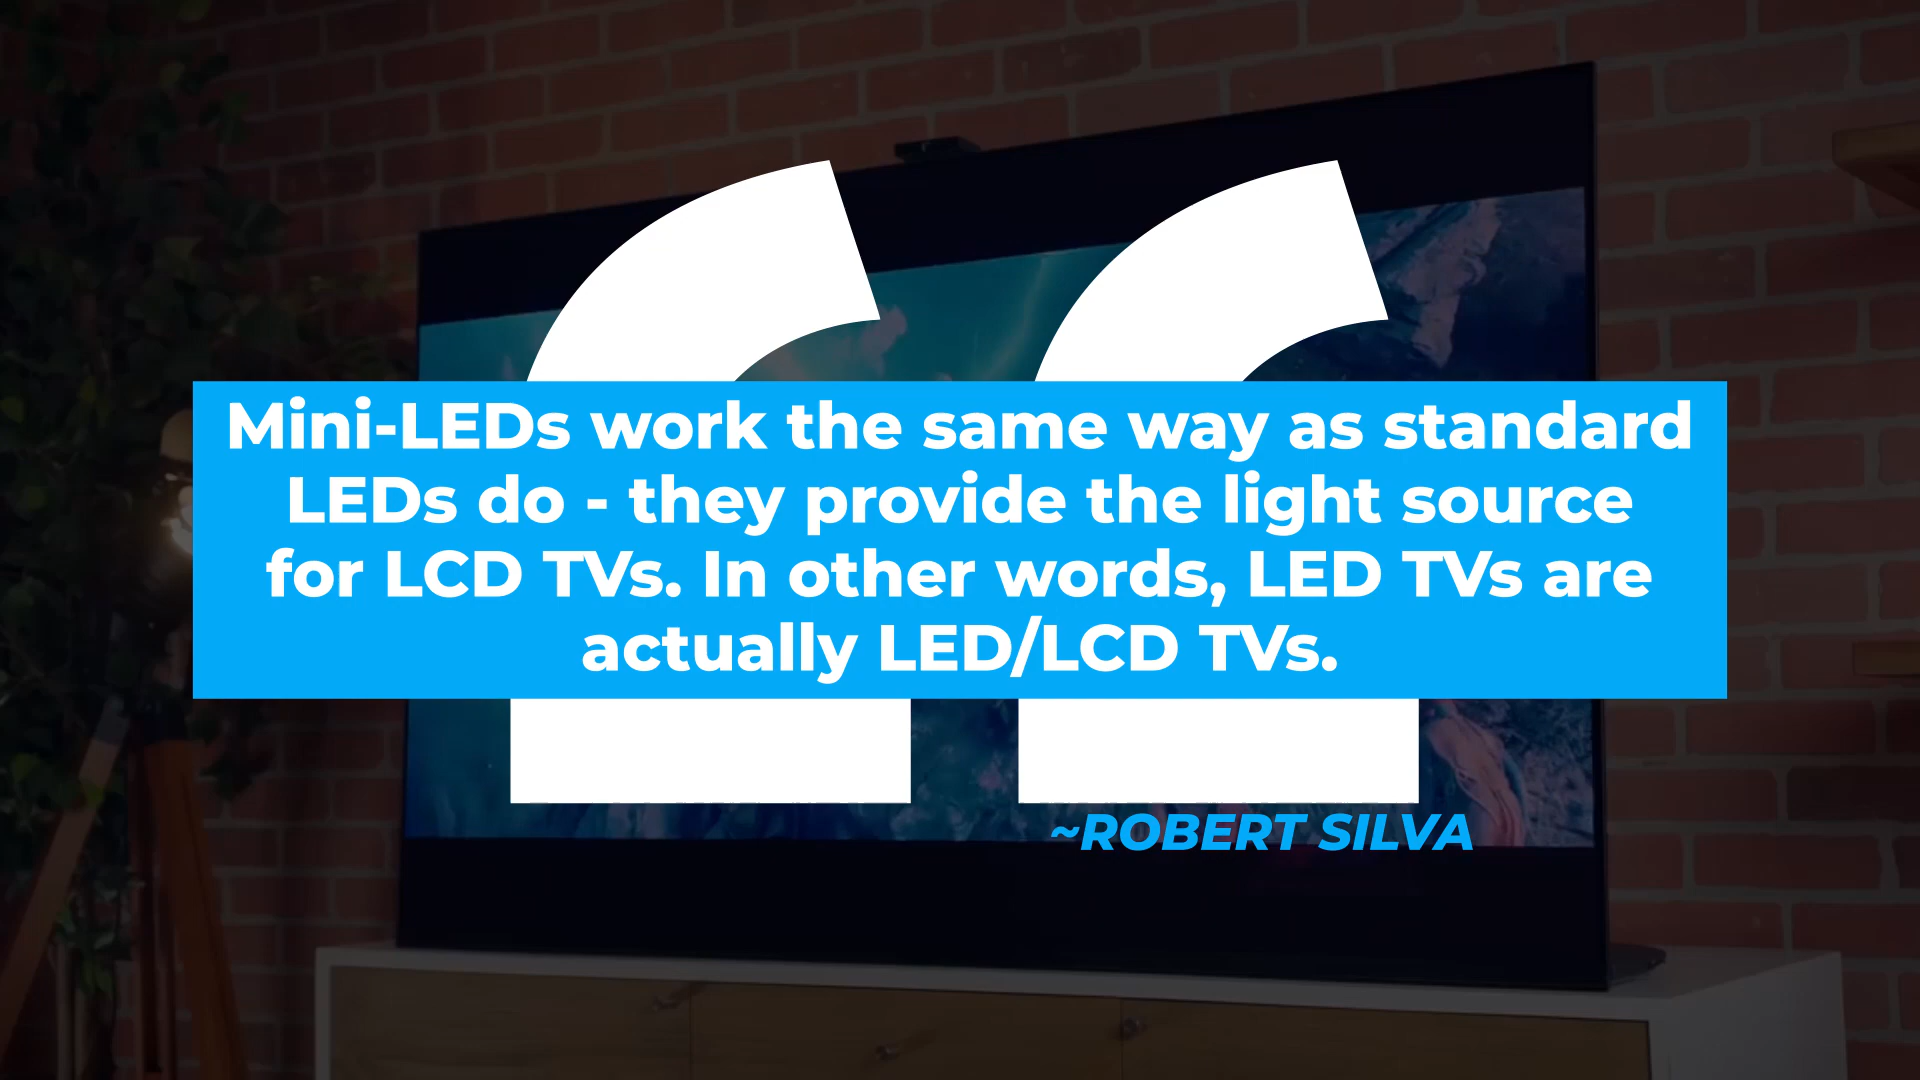 Mini-LEDs work the same way as standard
LEDs do - they provide the light source
for LCD TVs. In other words, LED TVs are
actually LED/LCD TVs.
~ROBERT SILVA